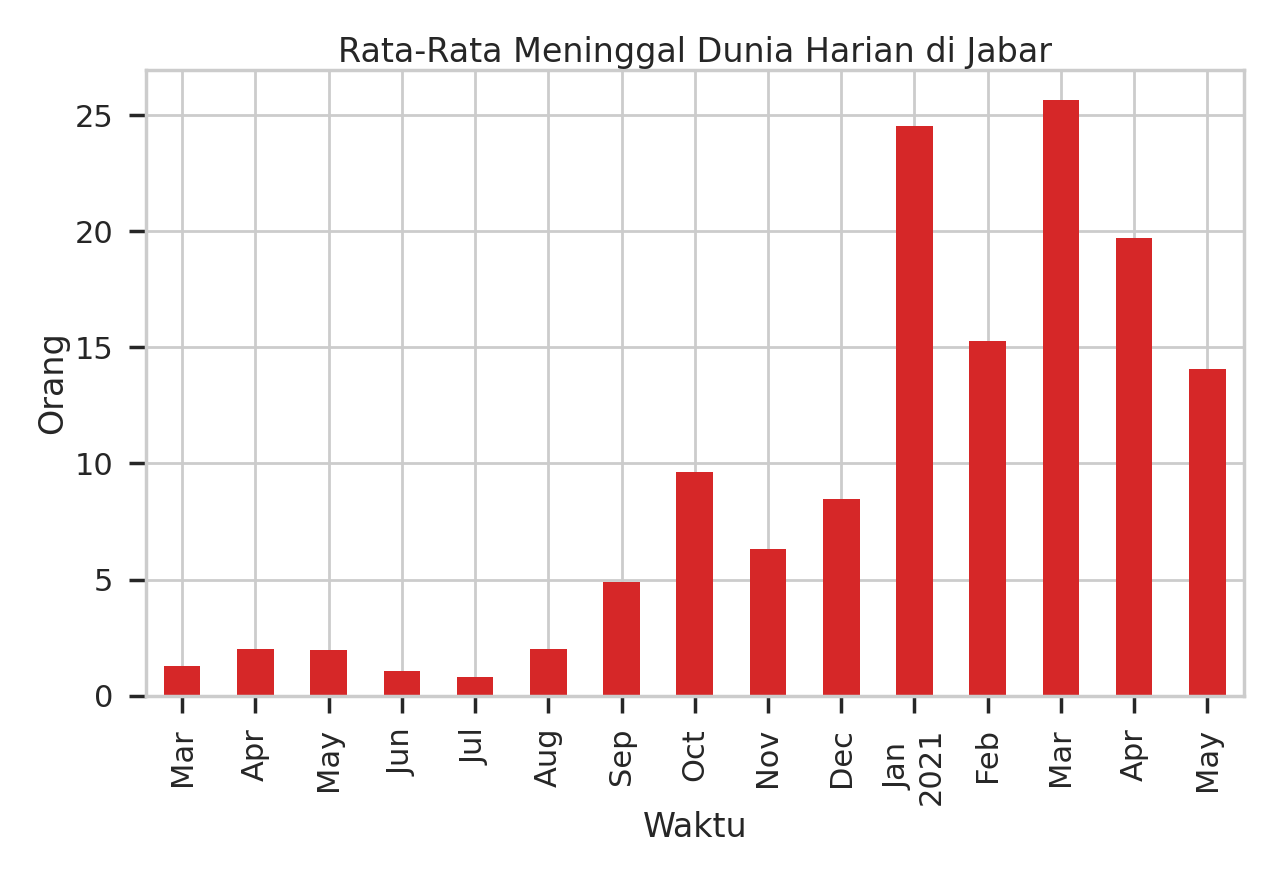 Rata-Rata Meninggal Dunia Harian di Jabar
Orang
25
20
15
10
5
0
Mar
Apr
May
Jun
Jul
Aug
Sep
Oct
Nov
Dec
Jan
2021
Feb
Mar
Apr
May
Waktu